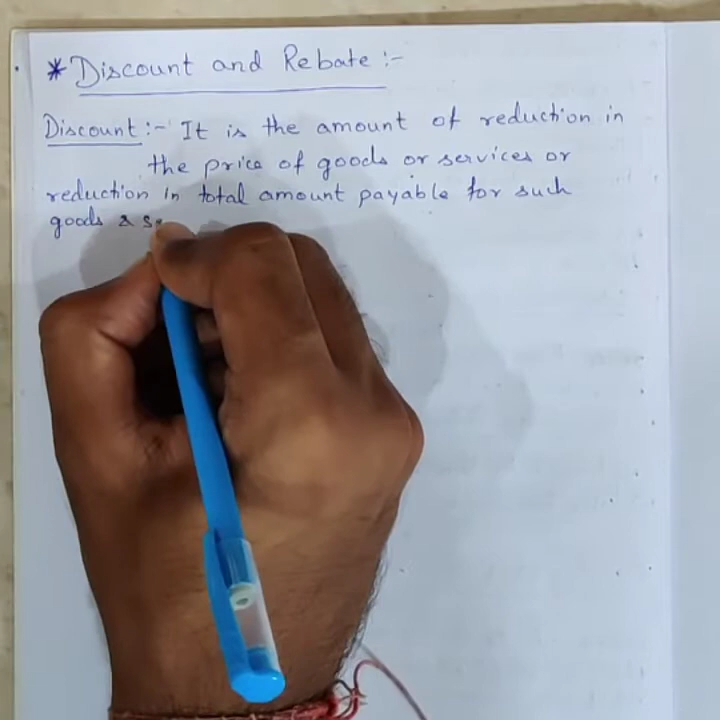 * Discount and Rebate :-
Discount :- It is the amount of reduction in
the price of goods or services or
reduction in total amount payable for such
goods &